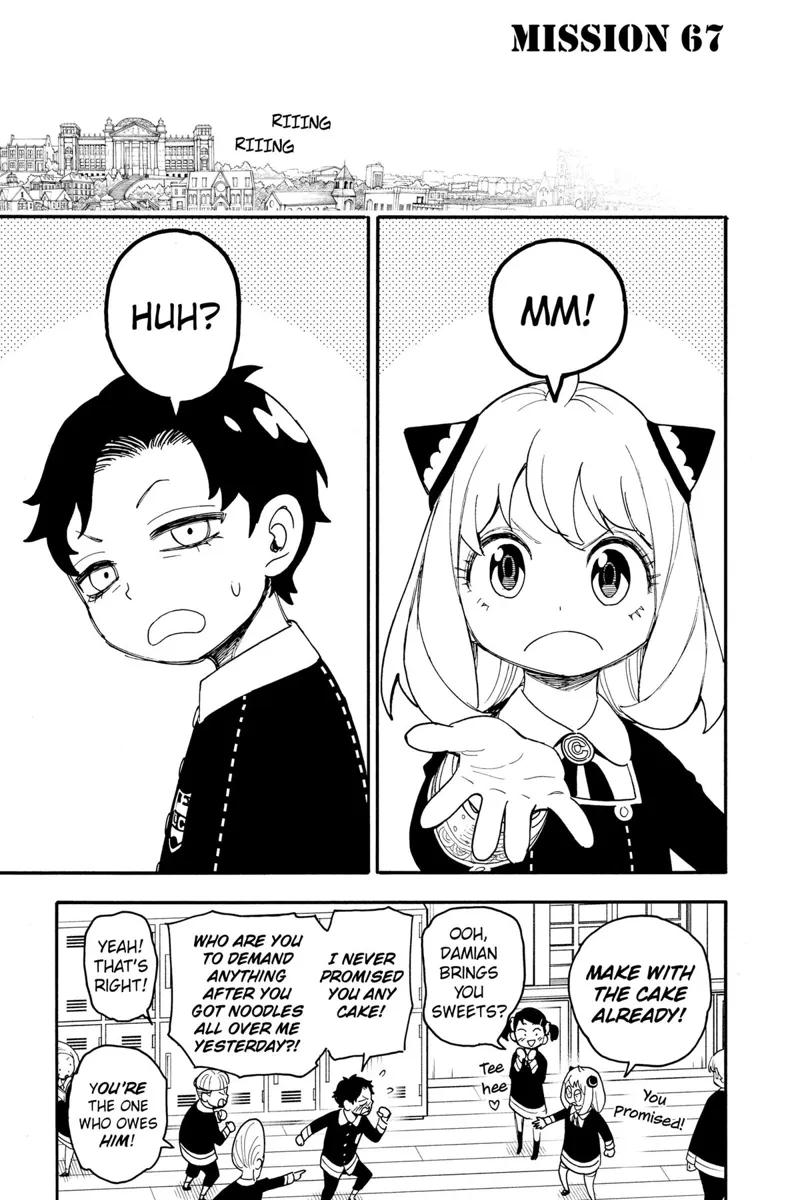 MISSION 67
RIIING
RIIING
MM!
HUH?
MAKE WITH
THE CAKE
ALREADY!
You
Promised!
OOH,
DAMIAN
BRINGS
YOU
SWEETS?
Tee
hee
I NEVER
PROMISED
YOU ANY
CAKE!
WHO ARE YOU
TO DEMAND
ANYTHING
AFTER YOU
GOT NOODLES
ALL OVER ME
YESTERDAY?!
YEAH!
THAT'S
RIGHT!
YOU'RE
THE ONE
WHO OWES
HIM!